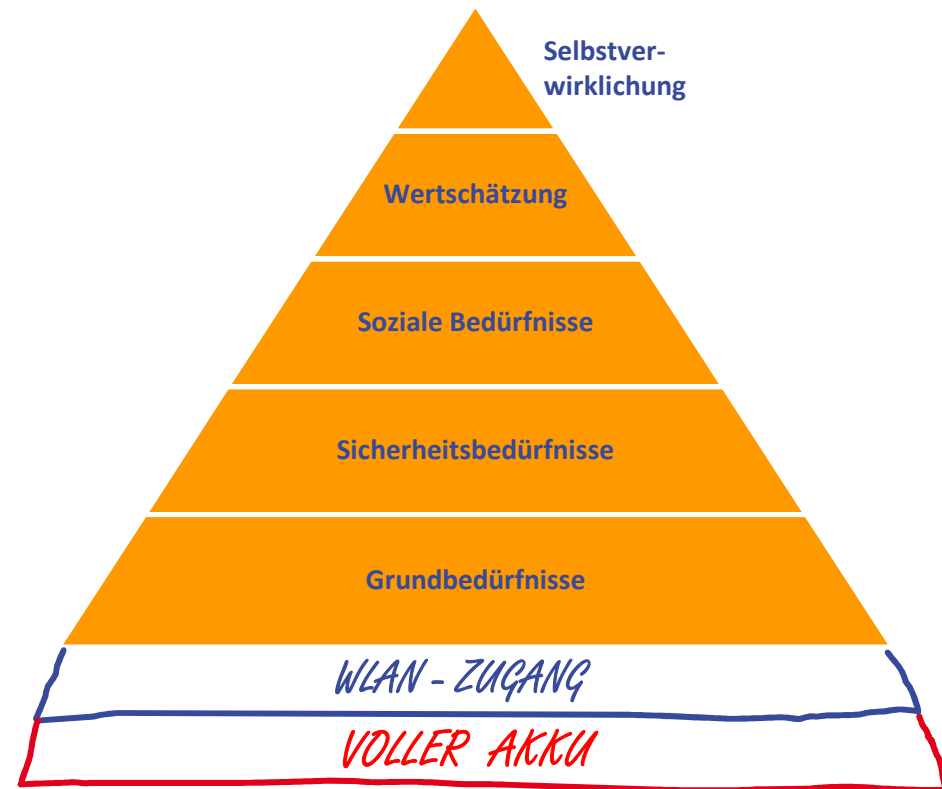 Selbstver-
wirklichung
Wertschätzung
Soziale Bedürfnisse
Sicherheitsbedürfnisse
Grundbedürfnisse
WLAN - ZUGANG
VOLLER AKKU